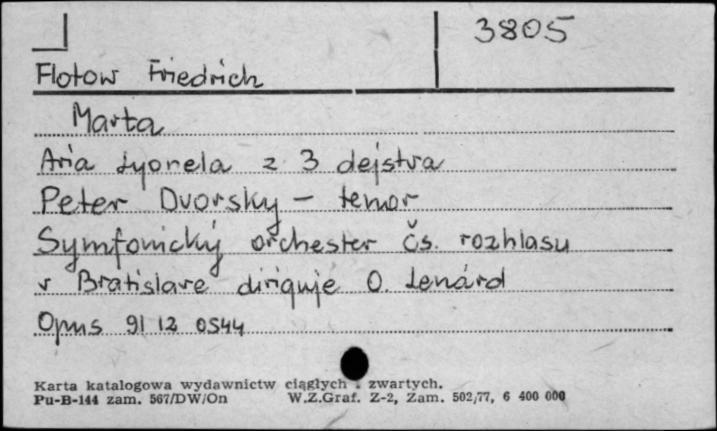 3805
Flotow Friedrich
Marta
Aria Lyonela z 3 dejstva
Peter Dvorsky – tenor
Symfonický orchester Čs. rozhlasu
v Bratislave diriguje O. Lenárd
Opus 91 12 0544
Karta katalogowa wydawnictw ciągłych i zwartych.
Pu-B-144 zam. 567/DW/On W.Z.Graf. Z-2, Zam. 502/77, 6 400 000